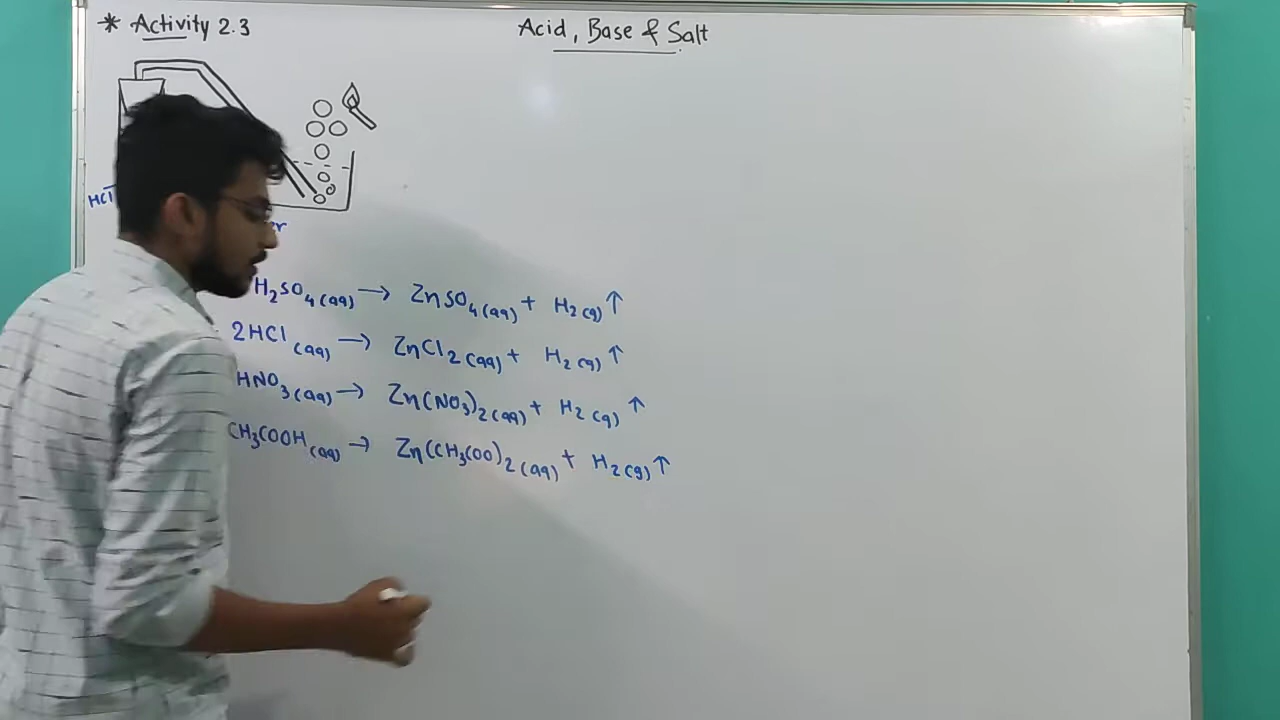 * Activity 2.3
Acid, Base & Salt
HCl
H₂SO₄(aq) → ZnSO₄(aq) + H₂(g)↑
2HCl(aq) → ZnCl₂(aq) + H₂(g)↑
HNO₃(aq) → Zn(NO₃)₂(aq) + H₂(g)↑
CH₃COOH(aq) → Zn(CH₃COO)₂(aq) + H₂(g)↑